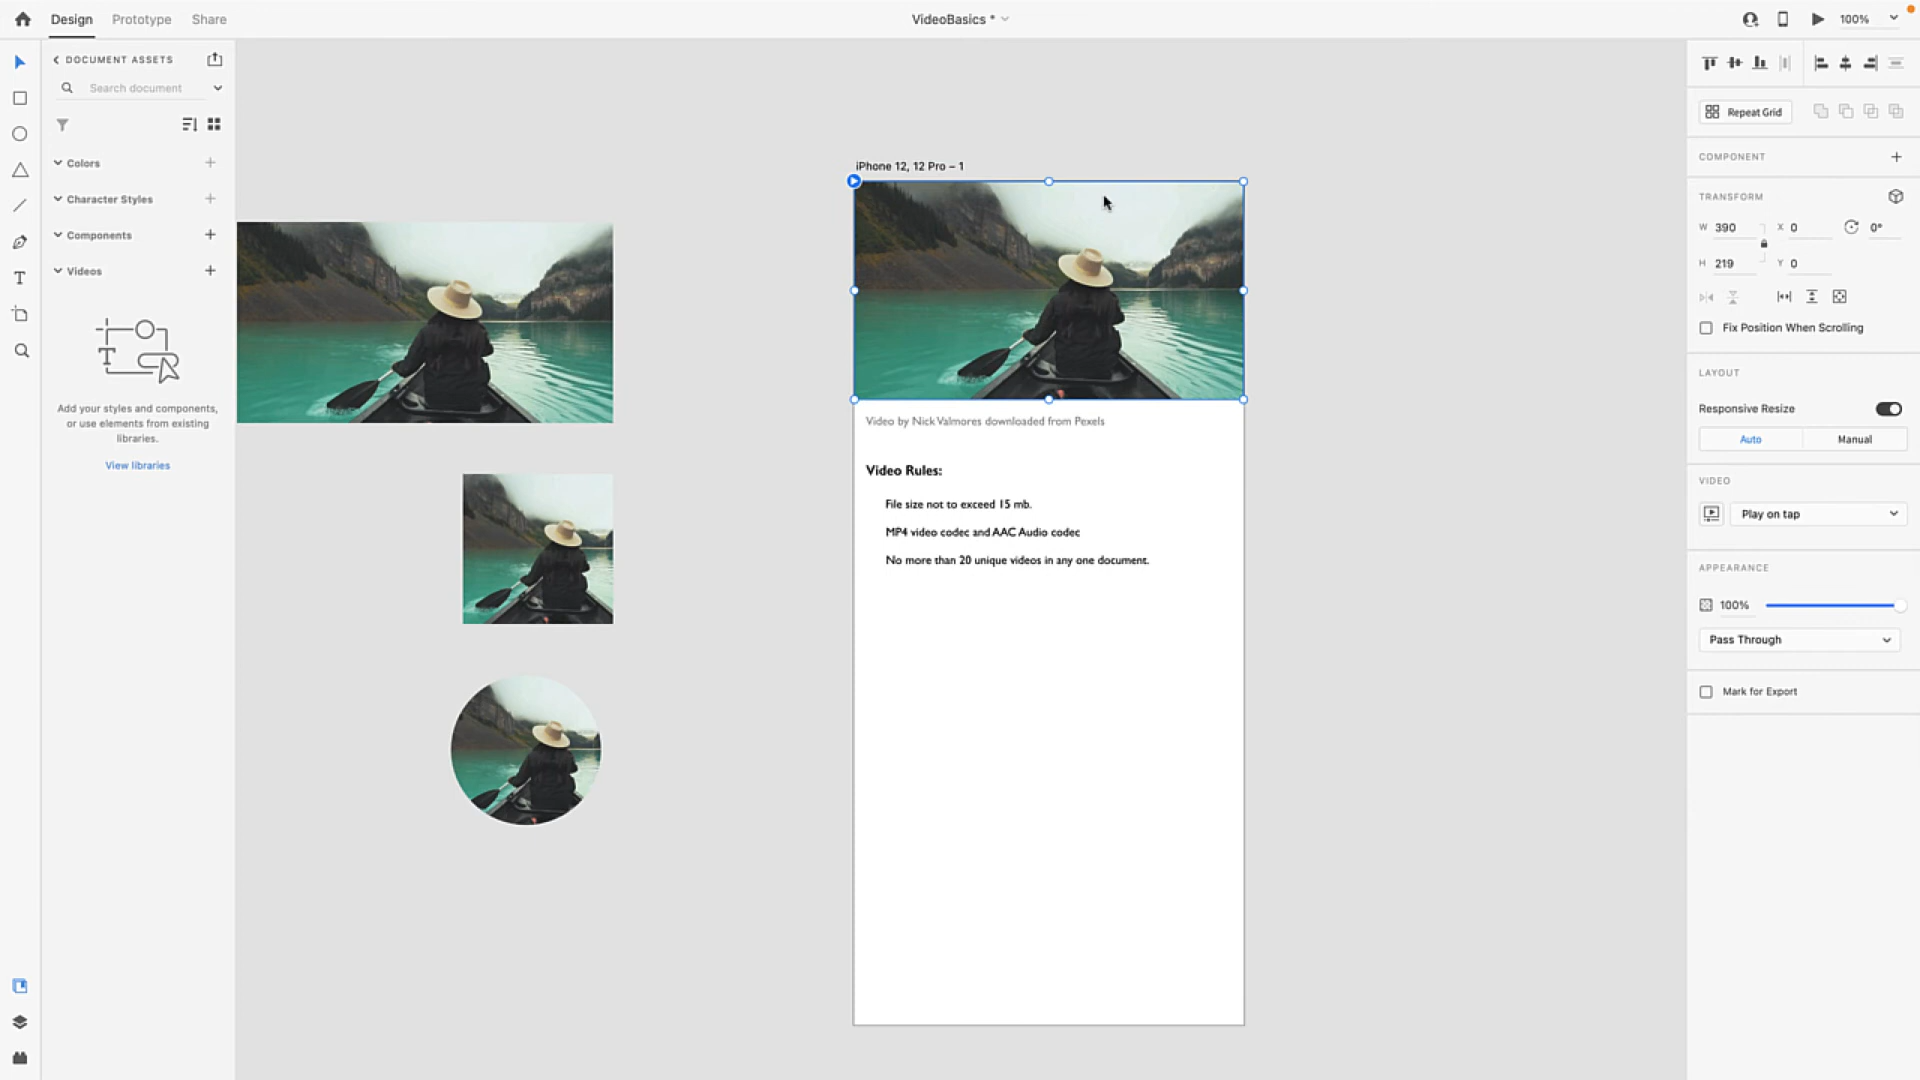 Design Prototype Share
VideoBasics *
100%
DOCUMENT ASSETS
Search document
Colors
Character Styles
Components
Videos
T
T
Add your styles and components,
or use elements from existing
libraries.
View libraries
iPhone 12, 12 Pro – 1
Video by Nick Valmores downloaded from Pexels
Video Rules:
File size not to exceed 15 mb.
MP4 video codec and AAC Audio codec
No more than 20 unique videos in any one document.
Repeat Grid
COMPONENT
TRANSFORM
W 390 X 0 0°
H 219 Y 0
Fix Position When Scrolling
LAYOUT
Responsive Resize
Auto Manual
VIDEO
Play on tap
APPEARANCE
100%
Pass Through
Mark for Export